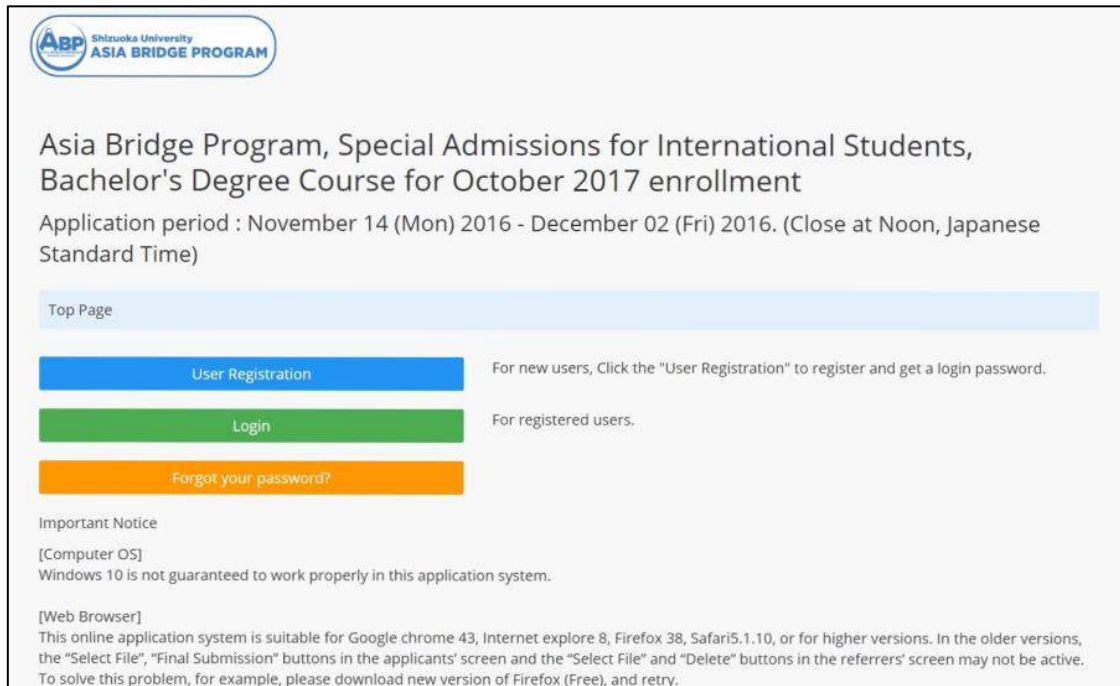 ABP Shizuoka University
ASIA BRIDGE PROGRAM
Asia Bridge Program, Special Admissions for International Students,
Bachelor's Degree Course for October 2017 enrollment
Application period : November 14 (Mon) 2016 - December 02 (Fri) 2016. (Close at Noon, Japanese
Standard Time)
Top Page
User Registration For new users, Click the "User Registration" to register and get a login password.
Login For registered users.
Forgot your password?
Important Notice
[Computer OS]
Windows 10 is not guaranteed to work properly in this application system.
[Web Browser]
This online application system is suitable for Google chrome 43, Internet explore 8, Firefox 38, Safari5.1.10, or for higher versions. In the older versions,
the “Select File”, “Final Submission” buttons in the applicants’ screen and the “Select File” and “Delete” buttons in the referrers’ screen may not be active.
To solve this problem, for example, please download new version of Firefox (Free), and retry.